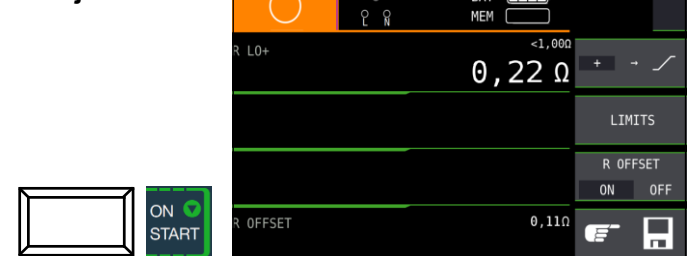 L N
MEM
R LO+
<1,00Ω
0,22 Ω
+ →
LIMITS
R OFFSET
ON OFF
ON
START
R OFFSET
0,11Ω